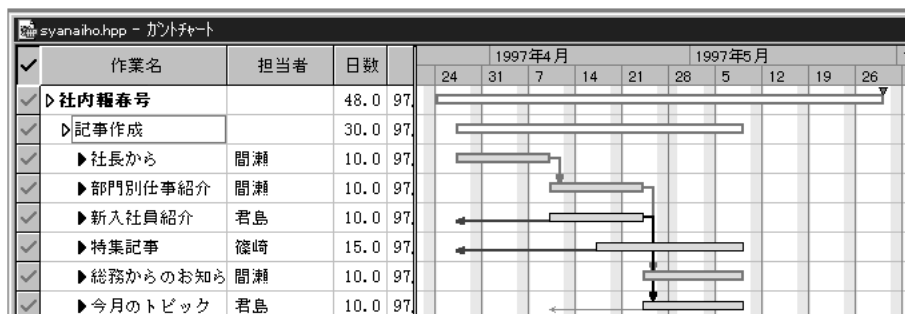 syanaiho.hpp - ガントチャート
作業名 担当者 日数 1997年4月 1997年5月
24 31 7 14 21 28 5 12 19 26
社内報春号 48.0 97.
記事作成 30.0 97.
社長から 間瀬 10.0 97.
部門別仕事紹介 間瀬 10.0 97.
新入社員紹介 君島 10.0 97.
特集記事 篠崎 15.0 97.
総務からのお知ら 間瀬 10.0 97.
今月のトピック 君島 10.0 97.